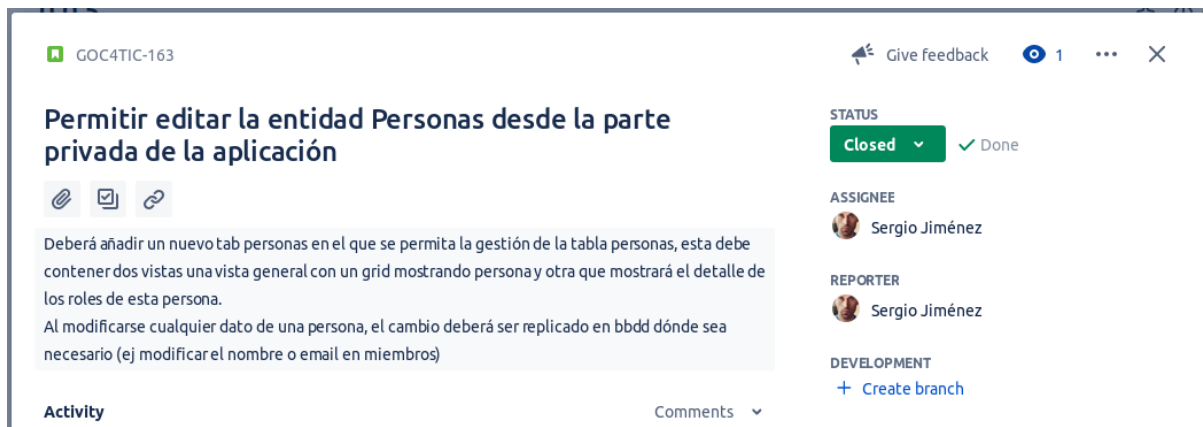 GOC4TIC-163
Give feedback
1
Permitir editar la entidad Personas desde la parte
privada de la aplicación
Deberá añadir un nuevo tab personas en el que se permita la gestión de la tabla personas, esta debe
contener dos vistas una vista general con un grid mostrando persona y otra que mostrará el detalle de
los roles de esta persona.
Al modificarse cualquier dato de una persona, el cambio deberá ser replicado en bbdd dónde sea
necesario (ej modificar el nombre o email en miembros)
Activity
Comments
STATUS
Closed
Done
ASSIGNEE
Sergio Jiménez
REPORTER
Sergio Jiménez
DEVELOPMENT
+ Create branch